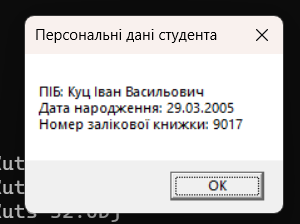 Персональні дані студента
ПІБ: Куц Іван Васильович
Дата народження: 29.03.2005
Номер залікової книжки: 9017
OK